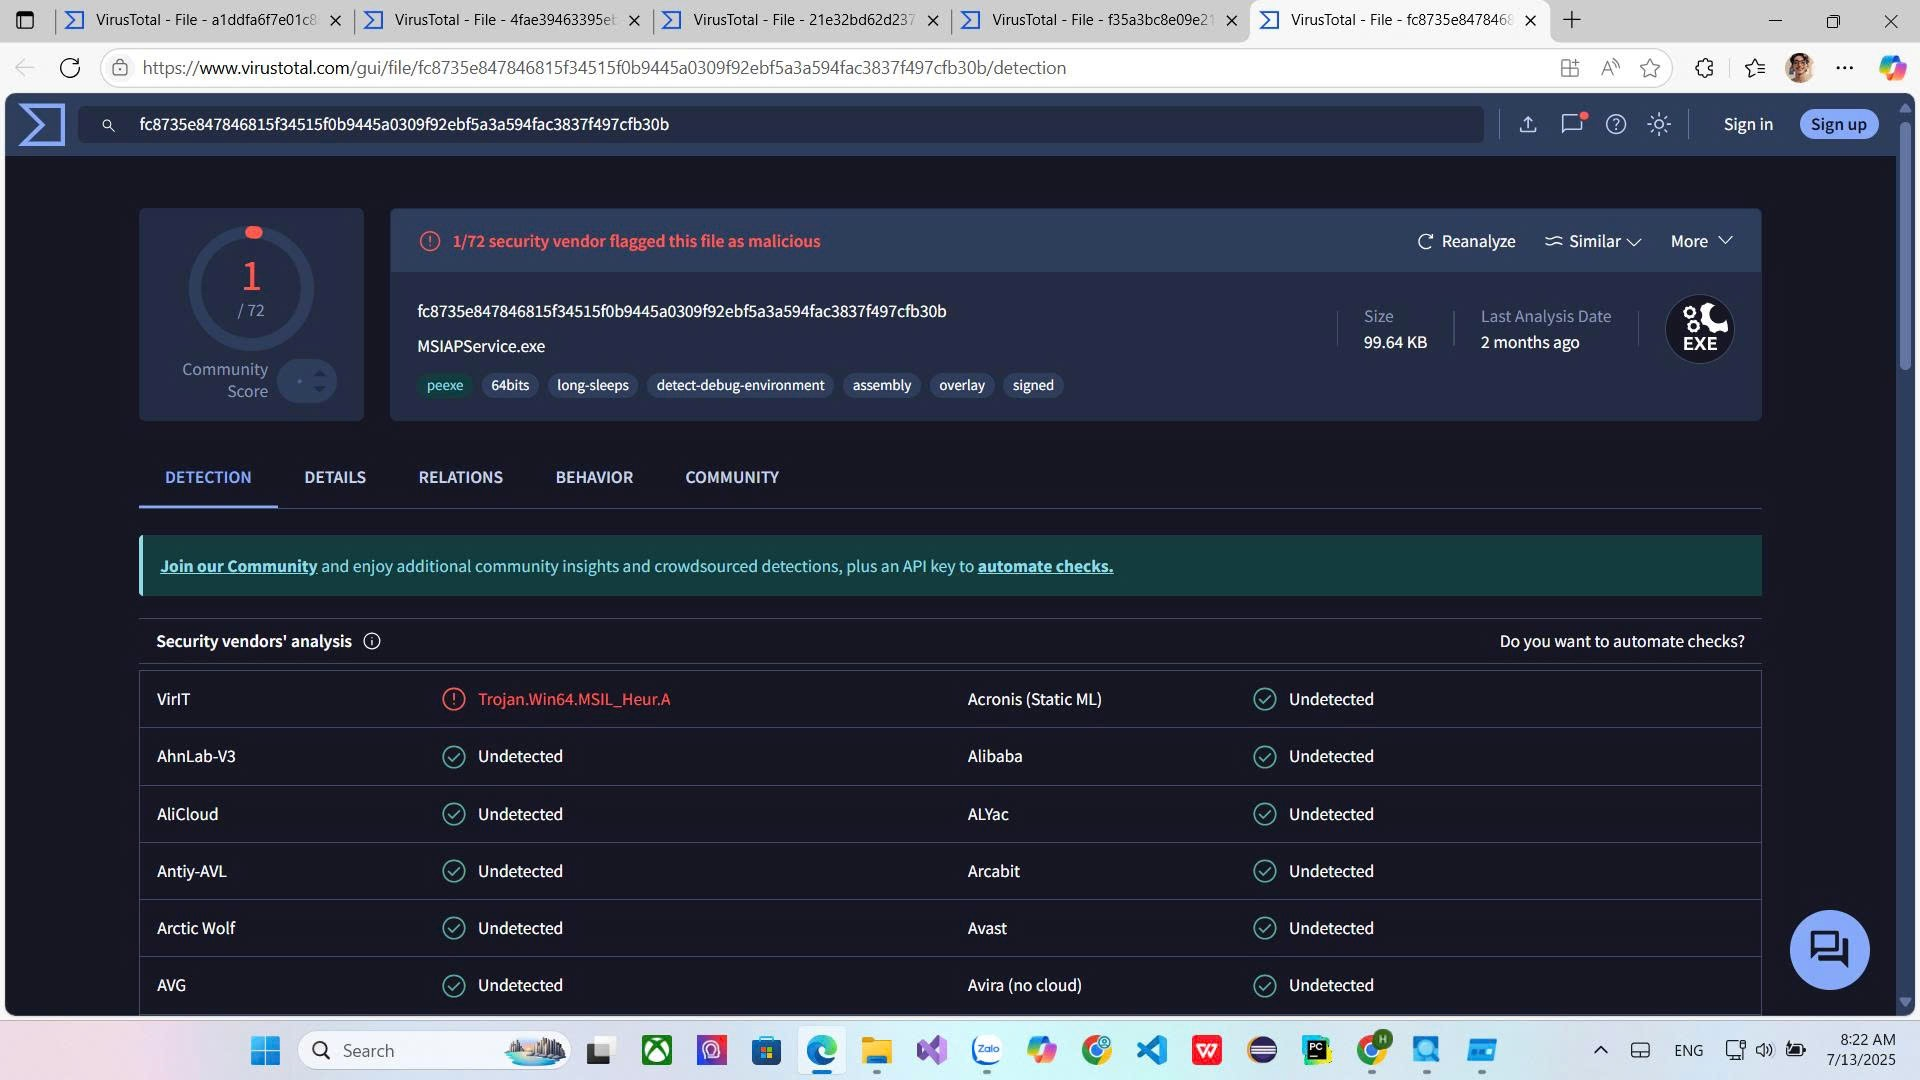 VirusTotal - File - a1ddfa6f7e01c8
VirusTotal - File - 4fae39463395eb
VirusTotal - File - 21e32bd62d237
VirusTotal - File - f35a3bc8e09e21
VirusTotal - File - fc8735e8478468
https://www.virustotal.com/gui/file/fc8735e847846815f34515f0b9445a0309f92ebf5a3a594fac3837f497cfb30b/detection
fc8735e847846815f34515f0b9445a0309f92ebf5a3a594fac3837f497cfb30b
Sign in
Sign up
1
/ 72
Community
Score
1/72 security vendor flagged this file as malicious
Reanalyze
Similar
More
fc8735e847846815f34515f0b9445a0309f92ebf5a3a594fac3837f497cfb30b
MSIAPService.exe
peexe 64bits long-sleeps detect-debug-environment assembly overlay signed
Size
99.64 KB
Last Analysis Date
2 months ago
EXE
DETECTION DETAILS RELATIONS BEHAVIOR COMMUNITY
Join our Community and enjoy additional community insights and crowdsourced detections, plus an API key to automate checks.
Security vendors' analysis
Do you want to automate checks?
VirIT Trojan.Win64.MSIL_Heur.A Acronis (Static ML) Undetected
AhnLab-V3 Undetected Alibaba Undetected
AliCloud Undetected ALYac Undetected
Antiy-AVL Undetected Arcabit Undetected
Arctic Wolf Undetected Avast Undetected
AVG Undetected Avira (no cloud) Undetected
Search
Zalo
PC
H
ENG
8:22 AM
7/13/2025